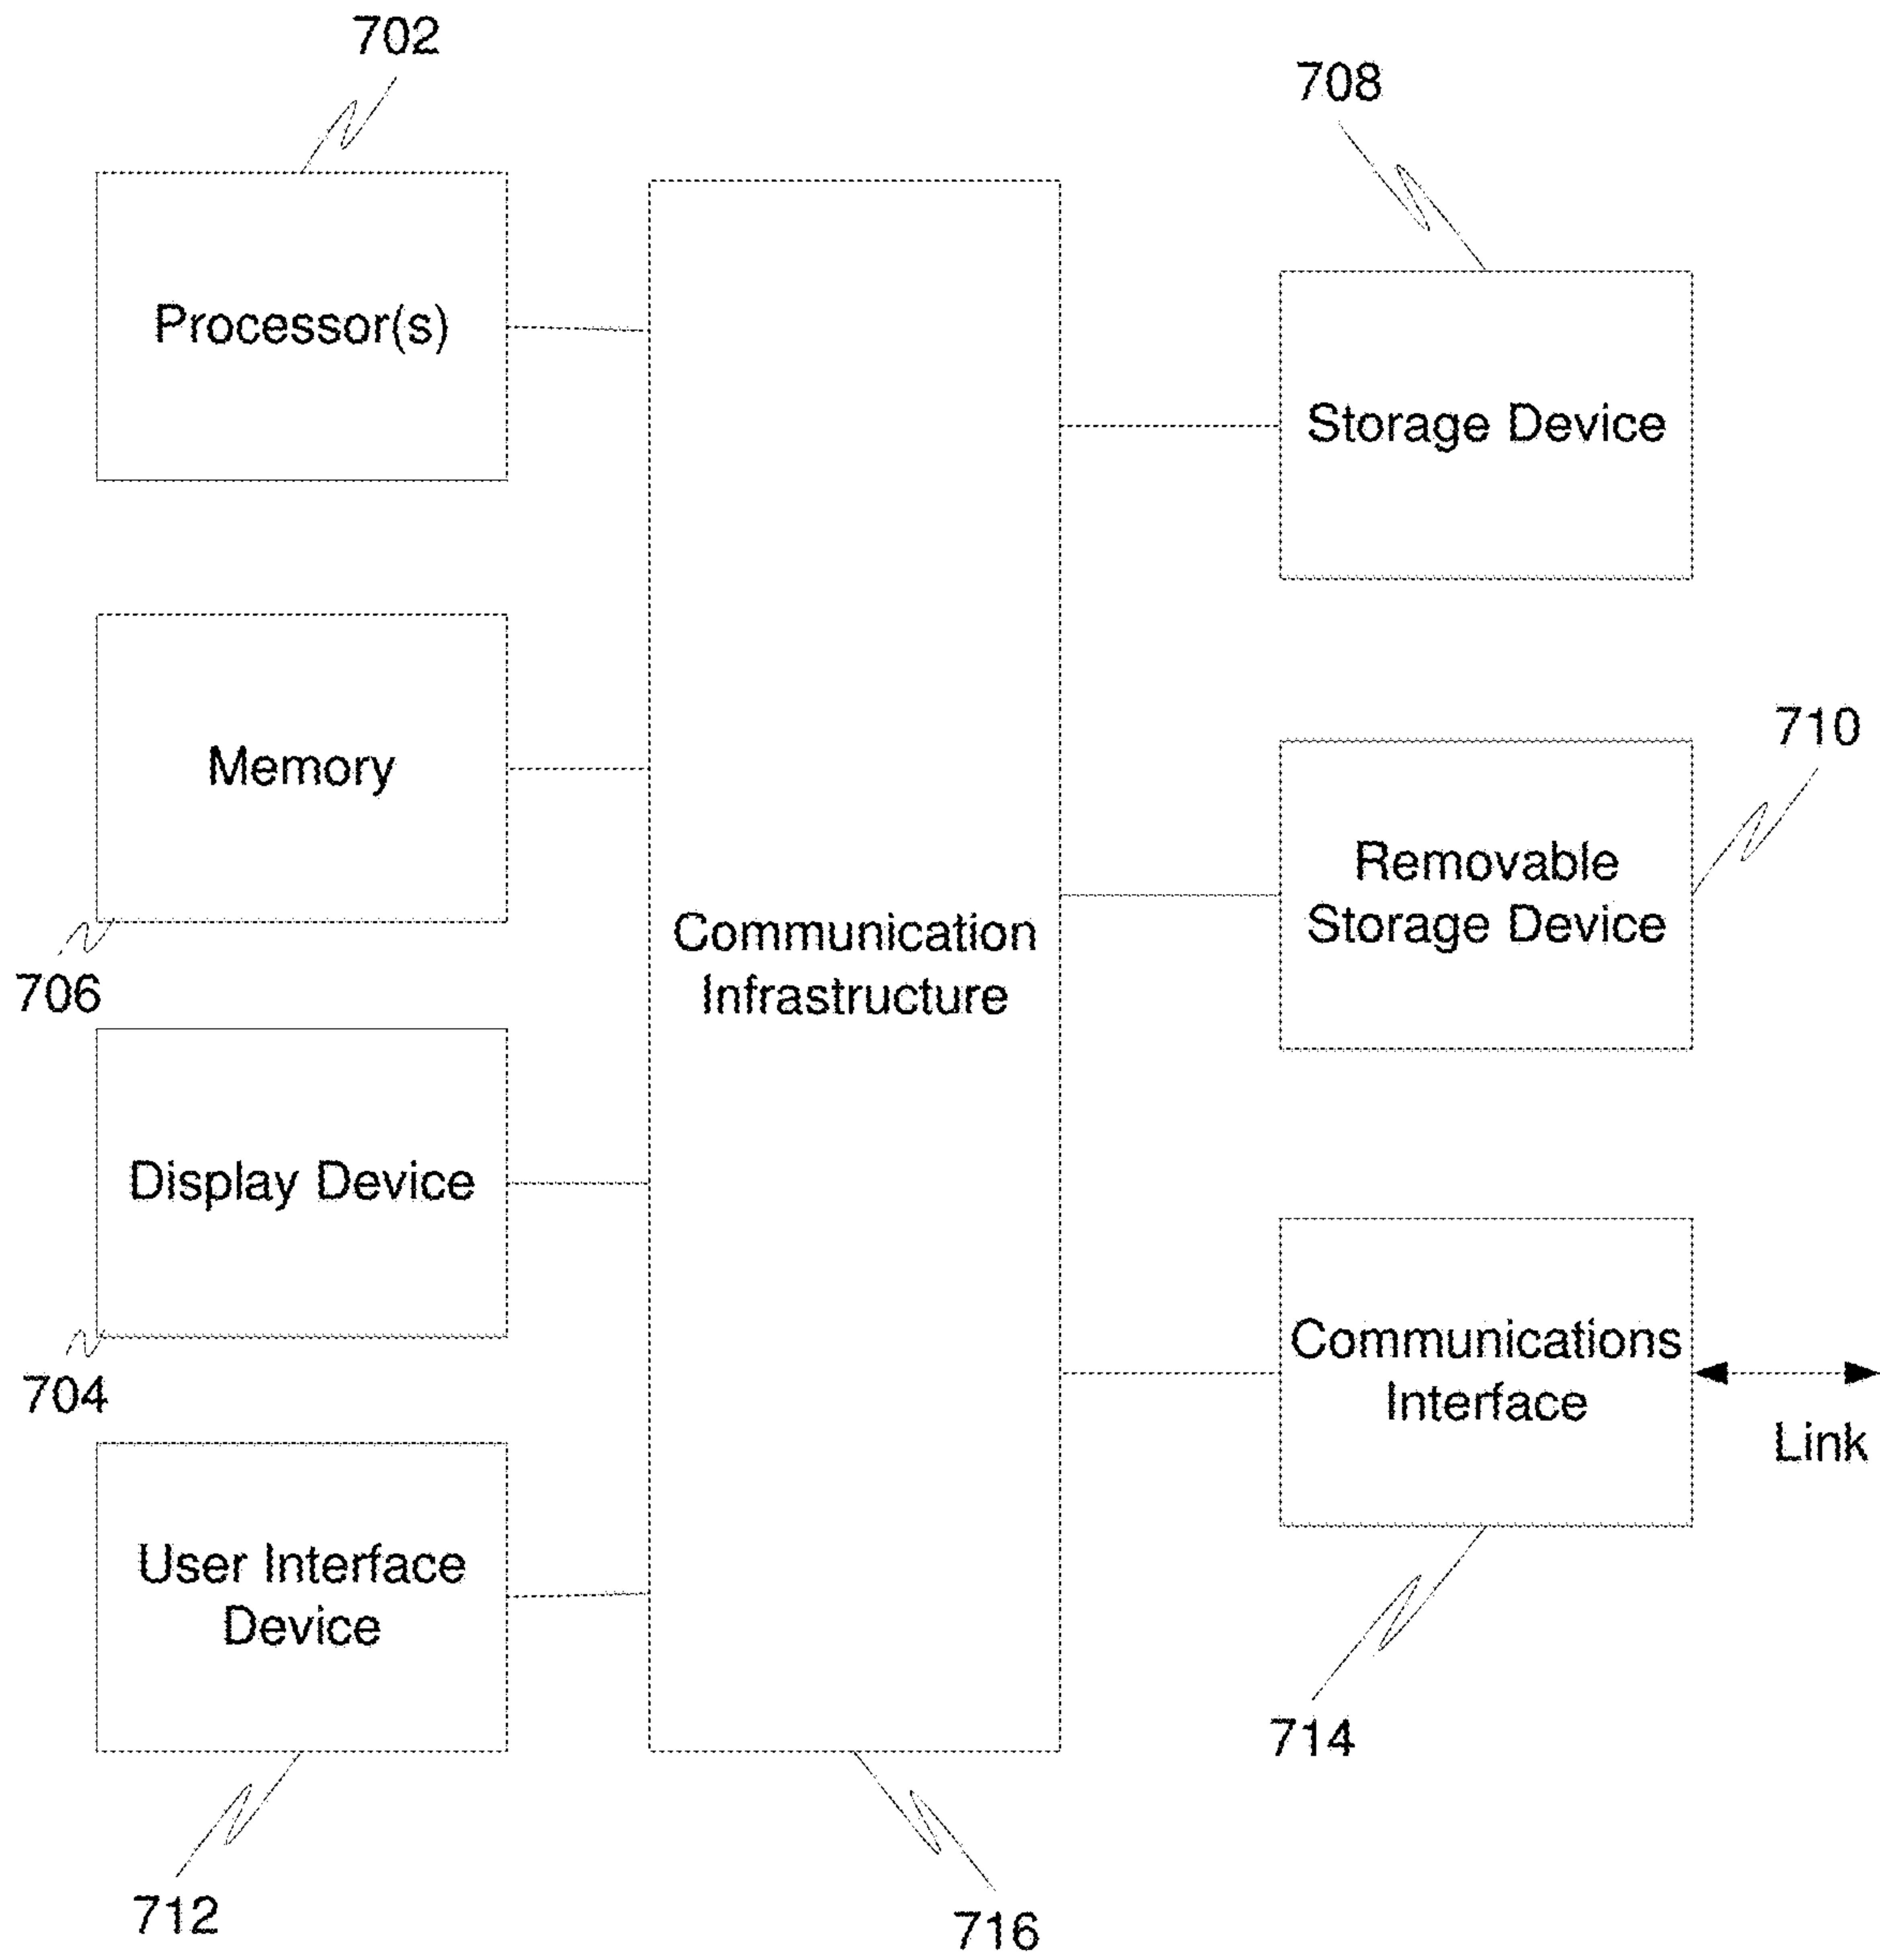 702
708
Processor(s)
Storage Device
Memory
710
Removable
Storage Device
706
Communication
Infrastructure
Display Device
704
Communications
Interface
Link
User Interface
Device
714
712
716